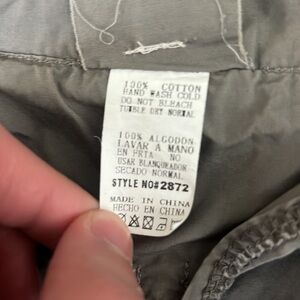 100% COTTON
HAND WASH COLD
DO NOT BLEACH
TUMBLE DRY NORMAL
100% ALGODON
LAVAR A MANO
EN FRTA NO
USAR BLANQUEADOR
SECADO NORMAL
STYLE NO#2872
MADE IN CHINA
HECHO EN CHINA